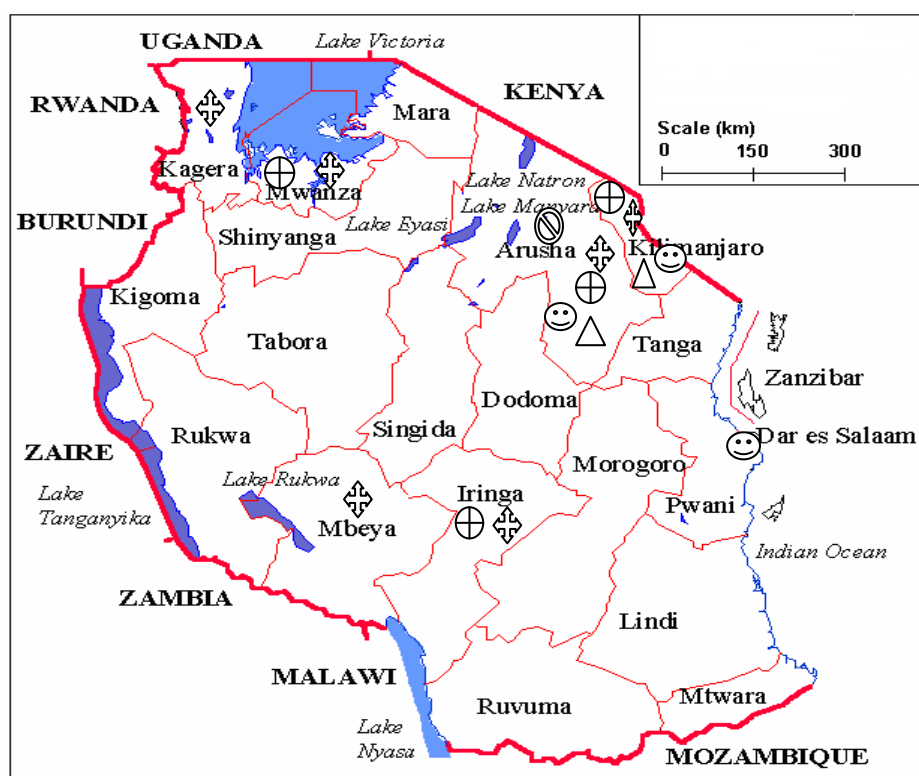 UGANDA
Lake Victoria
RWANDA
KENYA
Mara
Scale (km)
0 150 300
Kagera
Mwanza
Lake Natron
Lake Manyara
BURUNDI
Lake Eyasi
Shinyanga
Arusha
Kilimanjaro
Kigoma
Tabora
Tanga
Zanzibar
Dodoma
Singida
Rukwa
Dar es Salaam
ZAIRE
Morogoro
Lake
Tanganyika
Lake Rukwa
Iringa
Mbeya
Pwani
Indian Ocean
ZAMBIA
Lindi
MALAWI
Mtwara
Ruvuma
Lake
Nyasa
MOZAMBIQUE